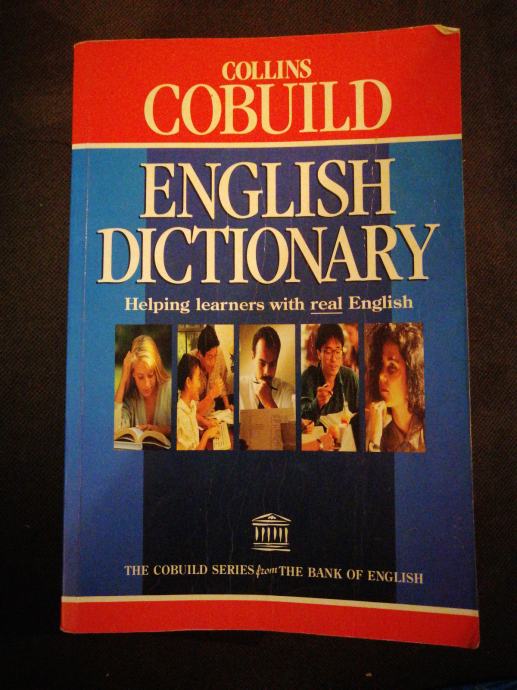 COLLINS
COBUILD
ENGLISH
DICTIONARY
Helping learners with real English
THE COBUILD SERIES from THE BANK OF ENGLISH